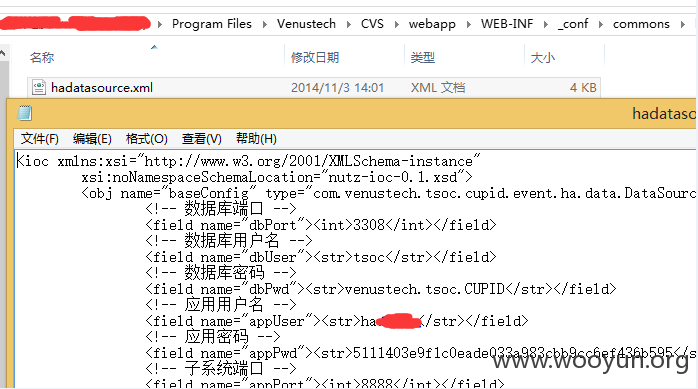 Program Files Venustech CVS webapp WEB-INF _conf commons
名称 修改日期 类型 大小
hadatasource.xml 2014/11/3 14:01 XML 文档 4 KB
hadataso
文件(F) 编辑(E) 格式(O) 查看(V) 帮助(H)
<ioc xmlns:xsi="http://www.w3.org/2001/XMLSchema-instance"
xsi:noNamespaceSchemaLocation="nutz-ioc-0.1.xsd">
<obj name="baseConfig" type="com.venustech.tsoc.cupid.event.ha.data.DataSourc
<!-- 数据库端口 -->
<field name="dbPort"><int>3308</int></field>
<!-- 数据库用户名 -->
<field name="dbUser"><str>tsoc</str></field>
<!-- 数据库密码 -->
<field name="dbPwd"><str>venustech.tsoc.CUPID</str></field>
<!-- 应用用户名 -->
<field name="appUser"><str>ha</str></field>
<!-- 应用密码 -->
<field name="appPwd"><str>5111403e9f1c0eade033a983cbb9cc6ef436b595</s
<!-- 子系统端口 -->
<field name="appPort"><int>8888</int></field>
www.wooyun.org